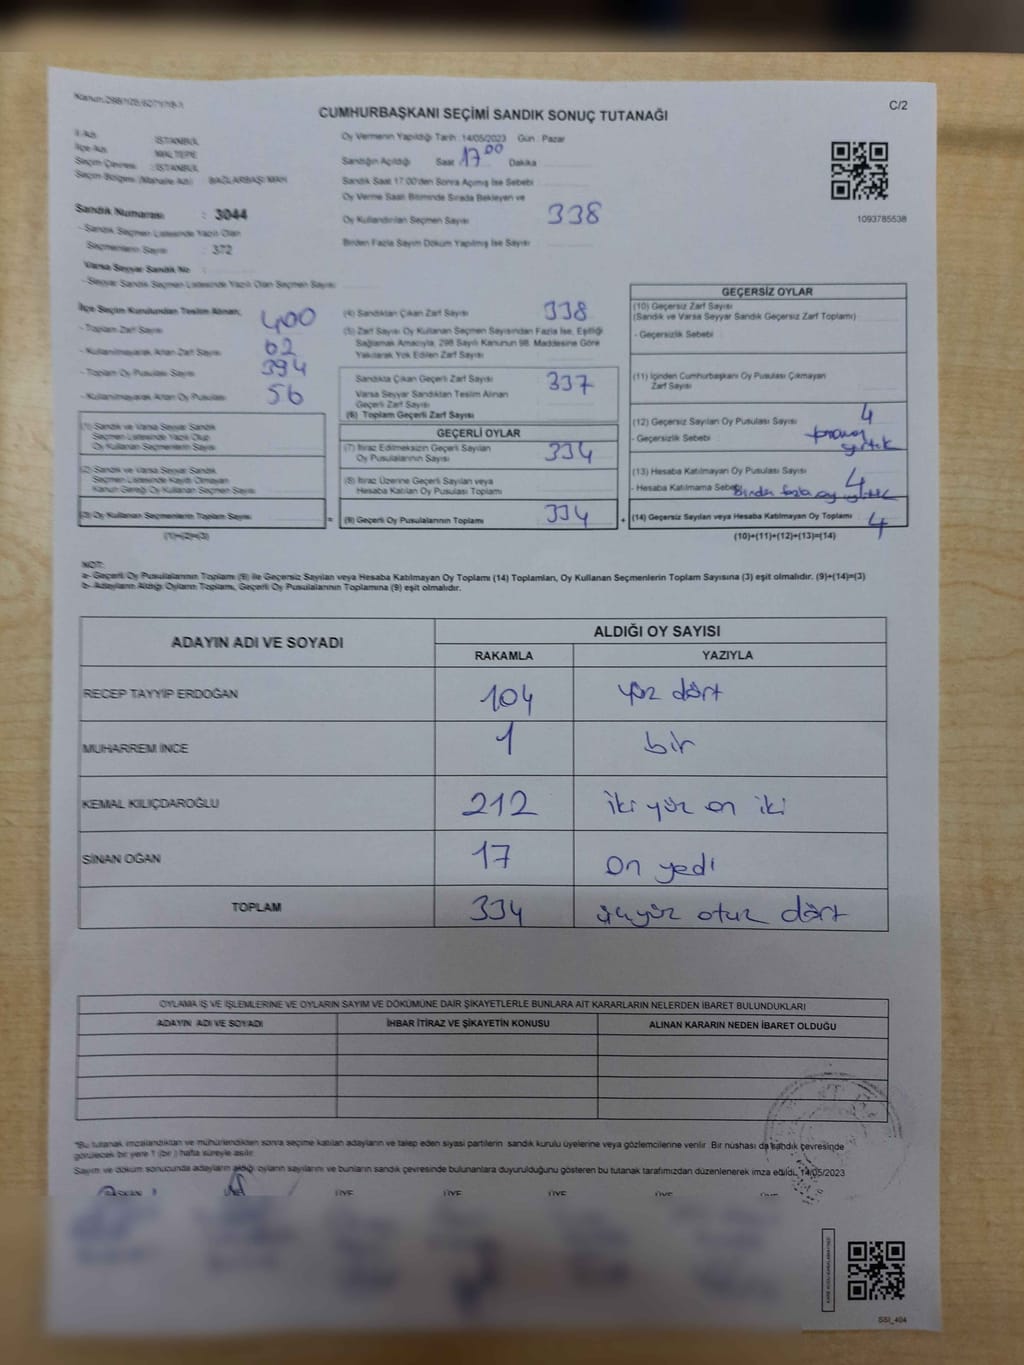 Kanun:298/105
C/2
CUMHURBAŞKANI SEÇİMİ SANDIK SONUÇ TUTANAĞI
İl Adı : İSTANBUL
İlçe Adı : MALTEPE
Seçim Çevresi : İSTANBUL
Seçim Bölgesi (Mahalle Adı) : BAĞLARBAŞI MAH
Sandık Numarası : 3044
- Sandık Seçmen Listesinde Yazılı Olan
Seçmenlerin Sayısı : 372
Varsa Seyyar Sandık No :
- Seyyar Sandık Seçmen Listesinde Yazılı Olan Seçmen Sayısı
Oy Vermenin Yapıldığı Tarih : 14/05/2023 Gün : Pazar
Sandığın Açıldığı Saat 17 00 Dakika
Sandık Saat 17:00'den Sonra Açılmış İse Sebebi
Oy Verme Saati Bitiminde Sırada Bekleyen ve
Oy Kullandırılan Seçmen Sayısı 338
Birden Fazla Sayım Döküm Yapılmış İse Sayısı
1093785538
İlçe Seçim Kurulundan Teslim Alınan;
- Toplam Zarf Sayısı 400
- Kullanılmayarak Artan Zarf Sayısı 62
- Toplam Oy Pusulası Sayısı 394
- Kullanılmayarak Artan Oy Pusulası 56
(1) Sandık ve Varsa Seyyar Sandık
Seçmen Listesinde Yazılı Olup
Oy Kullanan Seçmenlerin Sayısı
(2) Sandık ve Varsa Seyyar Sandık
Seçmen Listesinde Kayıtlı Olmayan
Kanun Gereği Oy Kullanan Seçmen Sayısı
(3) Oy Kullanan Seçmenlerin Toplam Sayısı =
(1)+(2)=(3)
(4) Sandıktan Çıkan Zarf Sayısı 338
(5) Zarf Sayısı Oy Kullanan Seçmen Sayısından Fazla İse, Eşitliği
Sağlamak Amacıyla, 298 Sayılı Kanunun 98. Maddesine Göre
Yakılarak Yok Edilen Zarf Sayısı
Sandıkta Çıkan Geçerli Zarf Sayısı 337
Varsa Seyyar Sandıktan Teslim Alınan
Geçerli Zarf Sayısı
(6) Toplam Geçerli Zarf Sayısı
GEÇERLİ OYLAR
(7) İtiraz Edilmeksizin Geçerli Sayılan
Oy Pusulalarının Sayısı 334
(8) İtiraz Üzerine Geçerli Sayılan veya
Hesaba Katılan Oy Pusulası Toplamı
(9) Geçerli Oy Pusulalarının Toplamı 334 +
GEÇERSİZ OYLAR
(10) Geçersiz Zarf Sayısı
(Sandık ve Varsa Seyyar Sandık Geçersiz Zarf Toplamı)
- Geçersizlik Sebebi
(11) İçinden Cumhurbaşkanı Oy Pusulası Çıkmayan
Zarf Sayısı
(12) Geçersiz Sayılan Oy Pusulası Sayısı 4
- Geçersizlik Sebebi yırtık
(13) Hesaba Katılmayan Oy Pusulası Sayısı 4
- Hesaba Katılmama Sebebi Birden fazla oy
(14) Geçersiz Sayılan veya Hesaba Katılmayan Oy Toplamı 4
(10)+(11)+(12)+(13)=(14)
NOT:
a- Geçerli Oy Pusulalarının Toplamı (9) ile Geçersiz Sayılan veya Hesaba Katılmayan Oy Toplamı (14) Toplamları, Oy Kullanan Seçmenlerin Toplam Sayısına (3) eşit olmalıdır. (9)+(14)=(3)
b- Adayların Aldığı Oyların Toplamı, Geçerli Oy Pusulalarının Toplamına (9) eşit olmalıdır.
ADAYIN ADI VE SOYADI ALDIĞI OY SAYISI
RAKAMLA YAZIYLA
RECEP TAYYİP ERDOĞAN 104 yüz dört
MUHARREM İNCE 1 bir
KEMAL KILIÇDAROĞLU 212 iki yüz on iki
SİNAN OĞAN 17 on yedi
TOPLAM 334 üçyüz otuz dört
OYLAMA İŞ VE İŞLEMLERİNE VE OYLARIN SAYIM VE DÖKÜMÜNE DAİR ŞİKAYETLERLE BUNLARA AİT KARARLARIN NELERDEN İBARET BULUNDUKLARI
ADAYIN ADI VE SOYADI İHBAR İTİRAZ VE ŞİKAYETİN KONUSU ALINAN KARARIN NEDEN İBARET OLDUĞU
*Bu tutanak imzalandıktan ve mühürlendikten sonra seçime katılan adayların ve talep eden siyasi partilerin sandık kurulu üyelerine veya gözlemcilerine verilir. Bir nüshası da sandık çevresinde
görülecek bir yere 1 (bir) hafta süreyle asılır.
Sayım ve döküm sonucunda adayların aldığı oyların sayılarını ve bunların sandık çevresinde bulunanlara duyurulduğunu gösteren bu tutanak tarafımızdan düzenlenerek imza edildi. 14/05/2023
BAŞKAN ÜYE ÜYE ÜYE ÜYE ÜYE
SSI_404